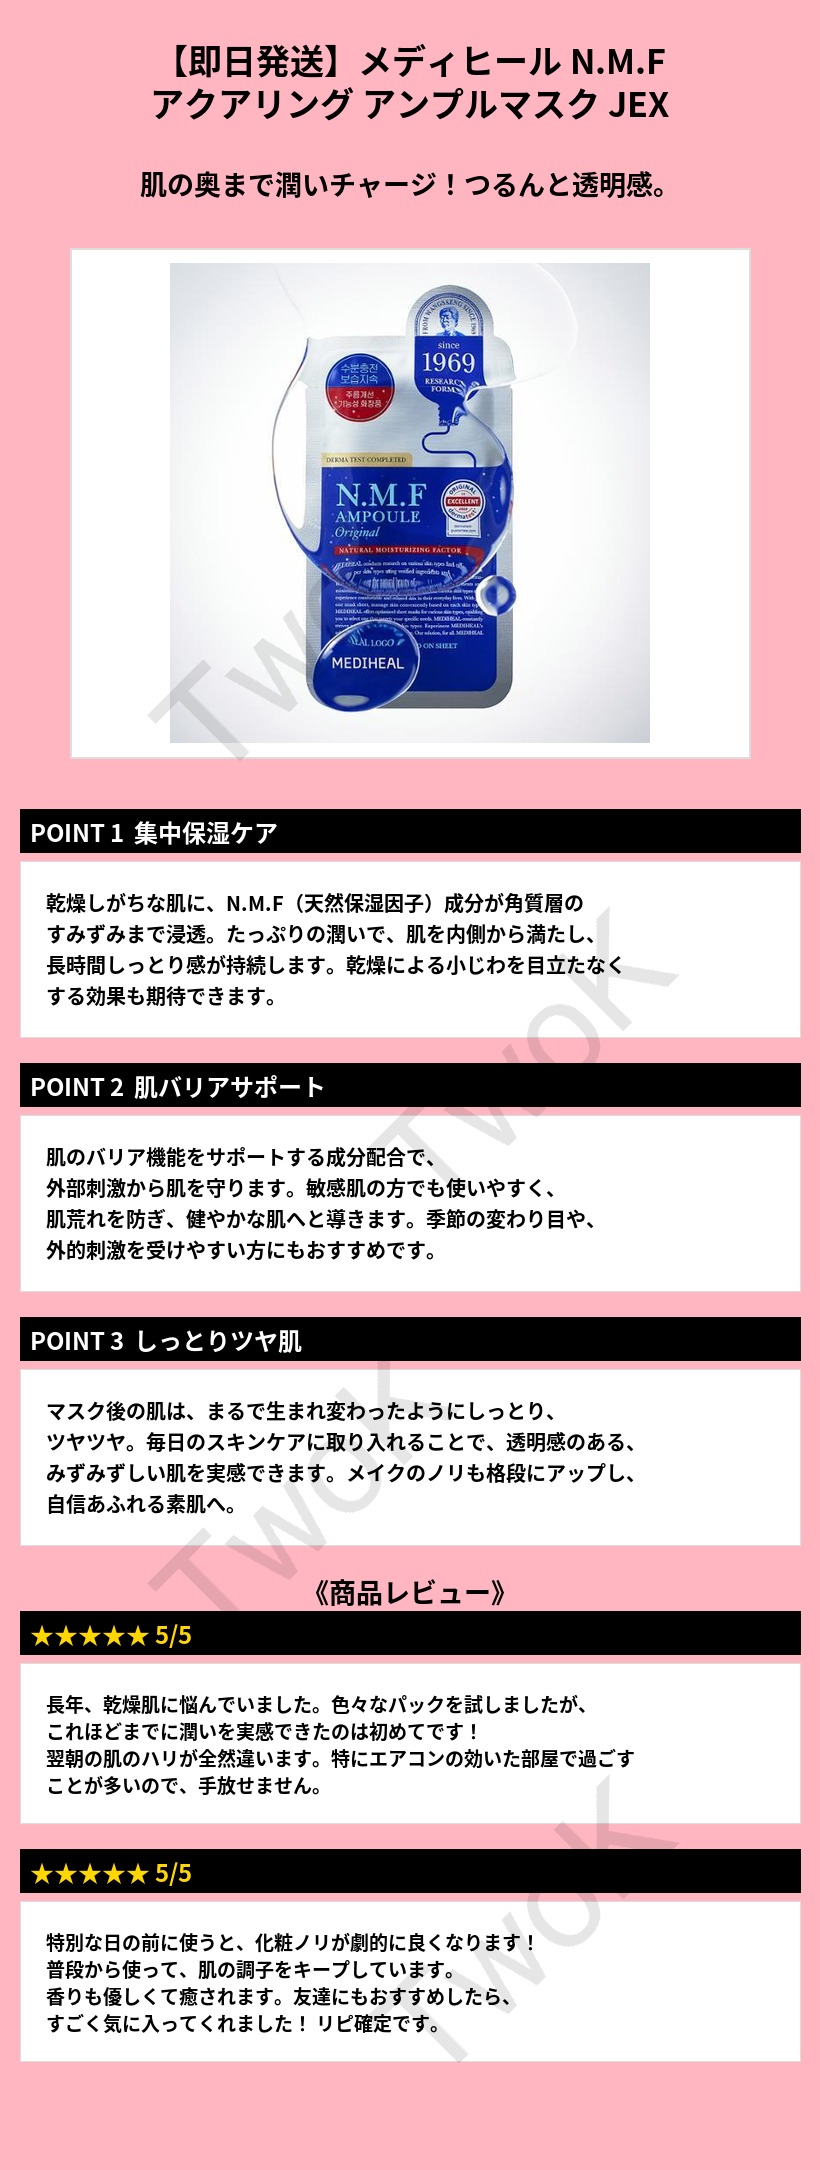 【即日発送】メディヒール N.M.F
アクアリング アンプルマスク JEX
肌の奥まで潤いチャージ！つるんと透明感。
FROM WANGSKENG SINCE 1969
since
1969
RESEARC
FORM
수분충전
보습지속
주름개선
기능성 화장품
DERMA TEST COMPLETED
N.M.F
AMPOULE
Original
ORIGINAL
EXCELLENT
dermatest
NATURAL MOISTURIZING FACTOR
AL LOGO
ON SHEET
MEDIHEAL
POINT 1 集中保湿ケア
乾燥しがちな肌に、N.M.F（天然保湿因子）成分が角質層の
すみずみまで浸透。たっぷりの潤いで、肌を内側から満たし、
長時間しっとり感が持続します。乾燥による小じわを目立たなく
する効果も期待できます。
POINT 2 肌バリアサポート
肌のバリア機能をサポートする成分配合で、
外部刺激から肌を守ります。敏感肌の方でも使いやすく、
肌荒れを防ぎ、健やかな肌へと導きます。季節の変わり目や、
外的刺激を受けやすい方にもおすすめです。
POINT 3 しっとりツヤ肌
マスク後の肌は、まるで生まれ変わったようにしっとり、
ツヤツヤ。毎日のスキンケアに取り入れることで、透明感のある、
みずみずしい肌を実感できます。メイクのノリも格段にアップし、
自信あふれる素肌へ。
《商品レビュー》
★★★★★ 5/5
長年、乾燥肌に悩んでいました。色々なパックを試しましたが、
これほどまでに潤いを実感できたのは初めてです！
翌朝の肌のハリが全然違います。特にエアコンの効いた部屋で過ごす
ことが多いので、手放せません。
★★★★★ 5/5
特別な日の前に使うと、化粧ノリが劇的に良くなります！
普段から使って、肌の調子をキープしています。
香りも優しくて癒されます。友達にもおすすめしたら、
すごく気に入ってくれました！ リピ確定です。
TwoK
TwoK
TwoK
TwoK